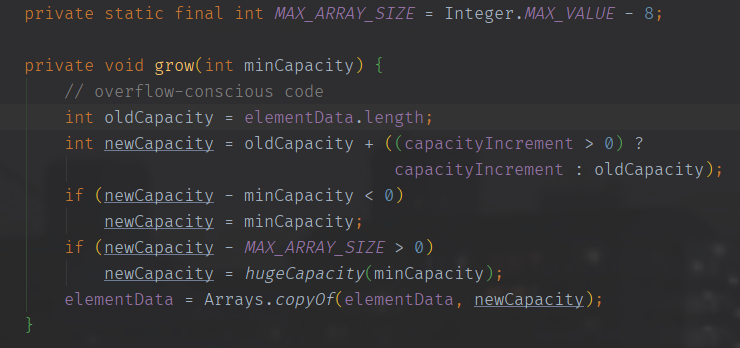 private static final int MAX_ARRAY_SIZE = Integer.MAX_VALUE - 8;
private void grow(int minCapacity) {
// overflow-conscious code
int oldCapacity = elementData.length;
int newCapacity = oldCapacity + ((capacityIncrement > 0) ?
capacityIncrement : oldCapacity);
if (newCapacity - minCapacity < 0)
newCapacity = minCapacity;
if (newCapacity - MAX_ARRAY_SIZE > 0)
newCapacity = hugeCapacity(minCapacity);
elementData = Arrays.copyOf(elementData, newCapacity);
}